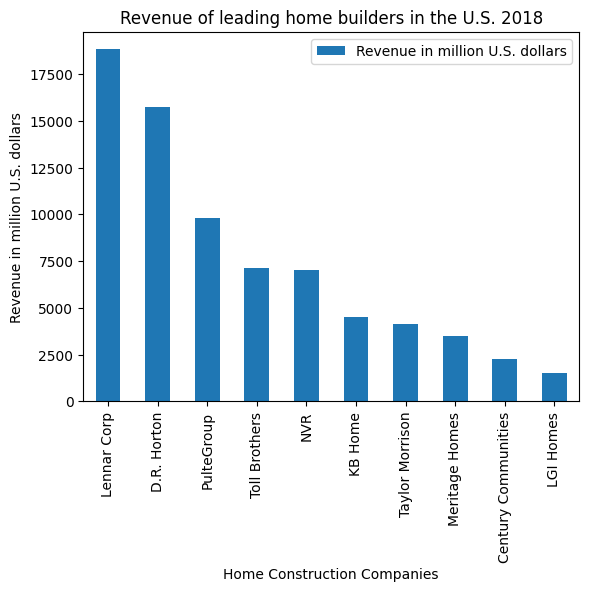 Revenue of leading home builders in the U.S. 2018
Revenue in million U.S. dollars
Revenue in million U.S. dollars
17500
15000
12500
10000
7500
5000
2500
0
Lennar Corp
D.R. Horton
PulteGroup
Toll Brothers
NVR
KB Home
Taylor Morrison
Meritage Homes
Century Communities
LGI Homes
Home Construction Companies